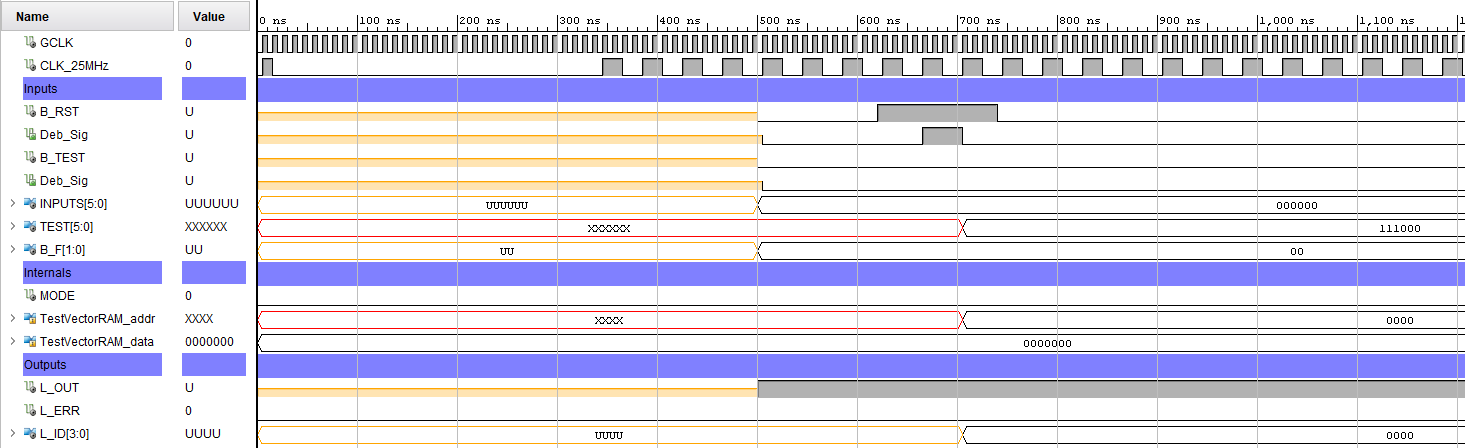 Name Value 0 ns 100 ns 200 ns 300 ns 400 ns 500 ns 600 ns 700 ns 800 ns 900 ns 1,000 ns 1,100 ns 1
GCLK 0
CLK_25MHz 0
Inputs
B_RST U
Deb_Sig U
B_TEST U
Deb_Sig U
INPUTS[5:0] UUUUUU UUUUUU 000000
TEST[5:0] XXXXXX XXXXXX 111000
B_F[1:0] UU UU 00
Internals
MODE 0
TestVectorRAM_addr XXXX XXXX 0000
TestVectorRAM_data 0000000 0000000
Outputs
L_OUT U
L_ERR 0
L_ID[3:0] UUUU UUUU 0000